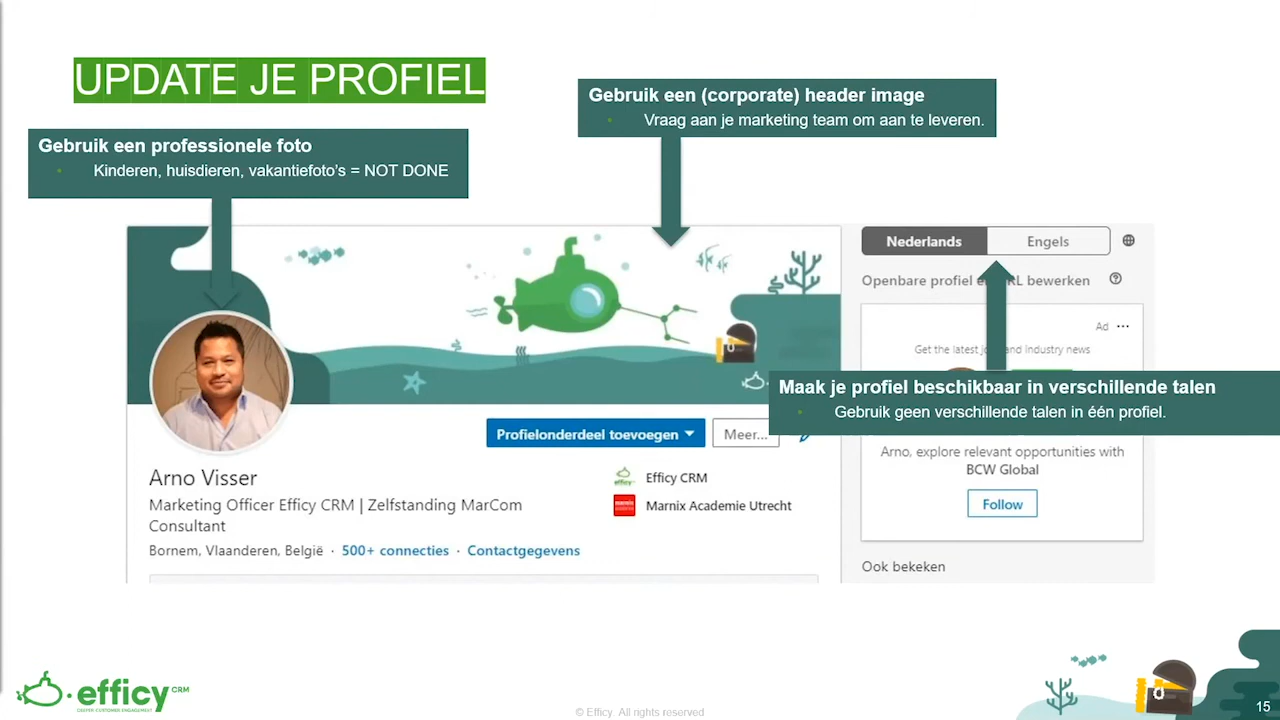 UPDATE JE PROFIEL
Gebruik een (corporate) header image
Vraag aan je marketing team om aan te leveren.
Gebruik een professionele foto
Kinderen, huisdieren, vakantiefoto's = NOT DONE
Nederlands
Engels
Openbare profiel RL bewerken
Ad
Get the latest and industry news
Maak je profiel beschikbaar in verschillende talen
Gebruik geen verschillende talen in één profiel.
Profielonderdeel toevoegen
Meer...
Arno, explore relevant opportunities with
BCW Global
Follow
Ook bekeken
Arno Visser
Marketing Officer Efficy CRM | Zelfstanding MarCom
Consultant
Bornem, Vlaanderen, België · 500+ connecties · Contactgegevens
Efficy CRM
Marnix Academie Utrecht
efficy CRM
DEEPER CUSTOMER ENGAGEMENT
© Efficy. All rights reserved
15